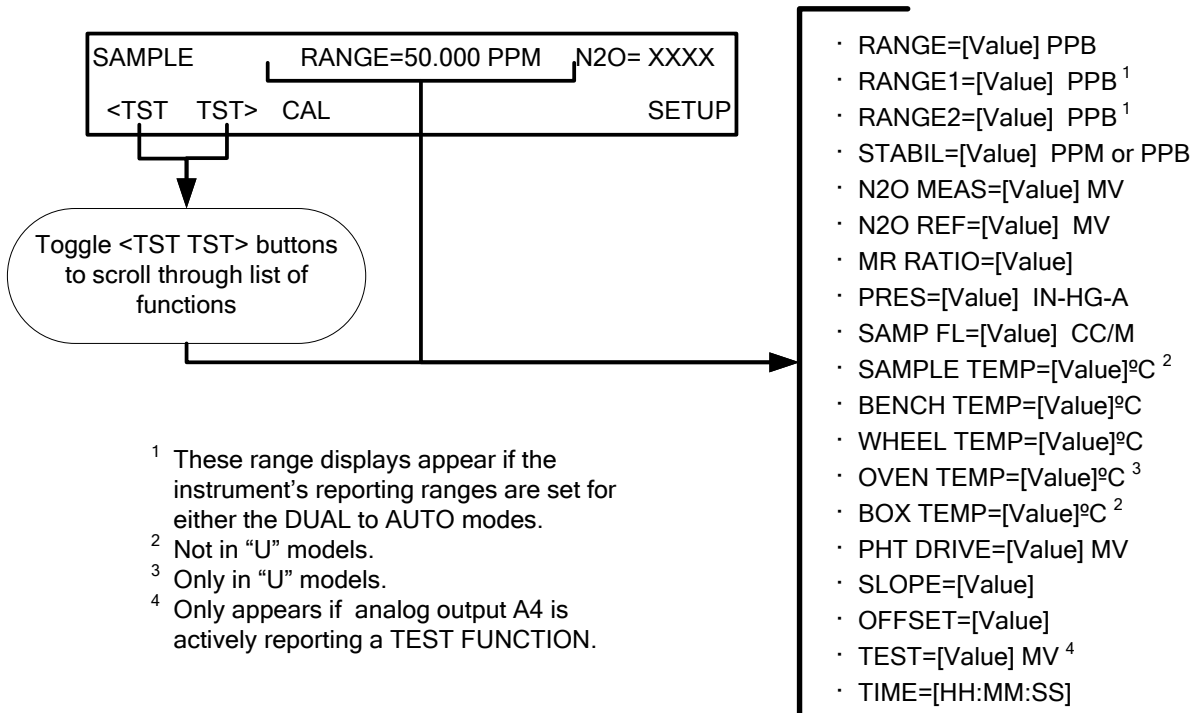 SAMPLE RANGE=50.000 PPM N2O= XXXX
<TST TST> CAL SETUP
Toggle <TST TST> buttons
to scroll through list of
functions
1 These range displays appear if the
instrument's reporting ranges are set for
either the DUAL to AUTO modes.
2 Not in “U” models.
3 Only in “U” models.
4 Only appears if analog output A4 is
actively reporting a TEST FUNCTION.
· RANGE=[Value] PPB
· RANGE1=[Value] PPB 1
· RANGE2=[Value] PPB 1
· STABIL=[Value] PPM or PPB
· N2O MEAS=[Value] MV
· N2O REF=[Value] MV
· MR RATIO=[Value]
· PRES=[Value] IN-HG-A
· SAMP FL=[Value] CC/M
· SAMPLE TEMP=[Value]ºC 2
· BENCH TEMP=[Value]ºC
· WHEEL TEMP=[Value]ºC
· OVEN TEMP=[Value]ºC 3
· BOX TEMP=[Value]ºC 2
· PHT DRIVE=[Value] MV
· SLOPE=[Value]
· OFFSET=[Value]
· TEST=[Value] MV 4
· TIME=[HH:MM:SS]